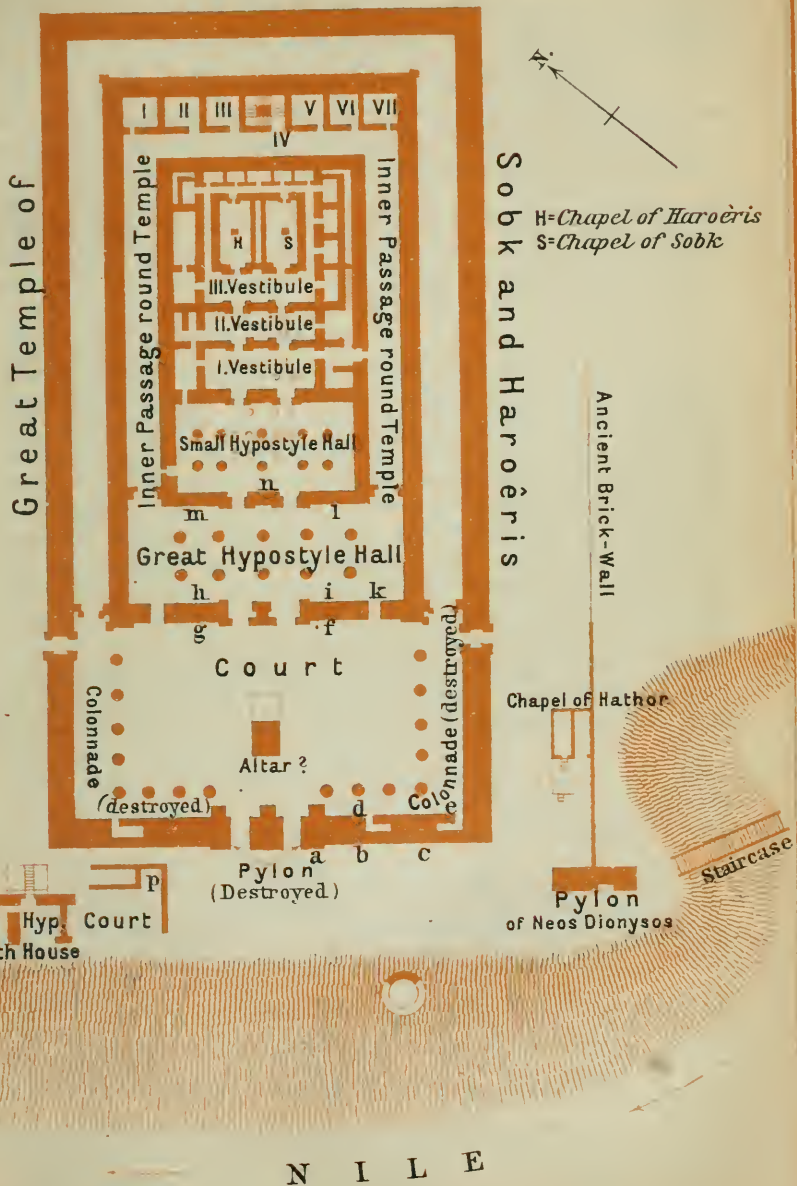 Great Temple of
Sobk and Haroêris
N.
H=Chapel of Haroêris
S=Chapel of Sobk
I II III V VI VII
IV
Inner Passage round Temple
Inner Passage round Temple
H S
III.Vestibule
II.Vestibule
I.Vestibule
Small Hypostyle Hall
n
m l
Great Hypostyle Hall
h i k
g f
Court
Colonnade
(destroyed)
Altar?
Colonnade (destroyed)
d e
a b c
Pylon
(Destroyed)
p
Hyp. Court
th House
Ancient Brick-Wall
Chapel of Hathor
Pylon
of Neos Dionysos
Staircase
NILE